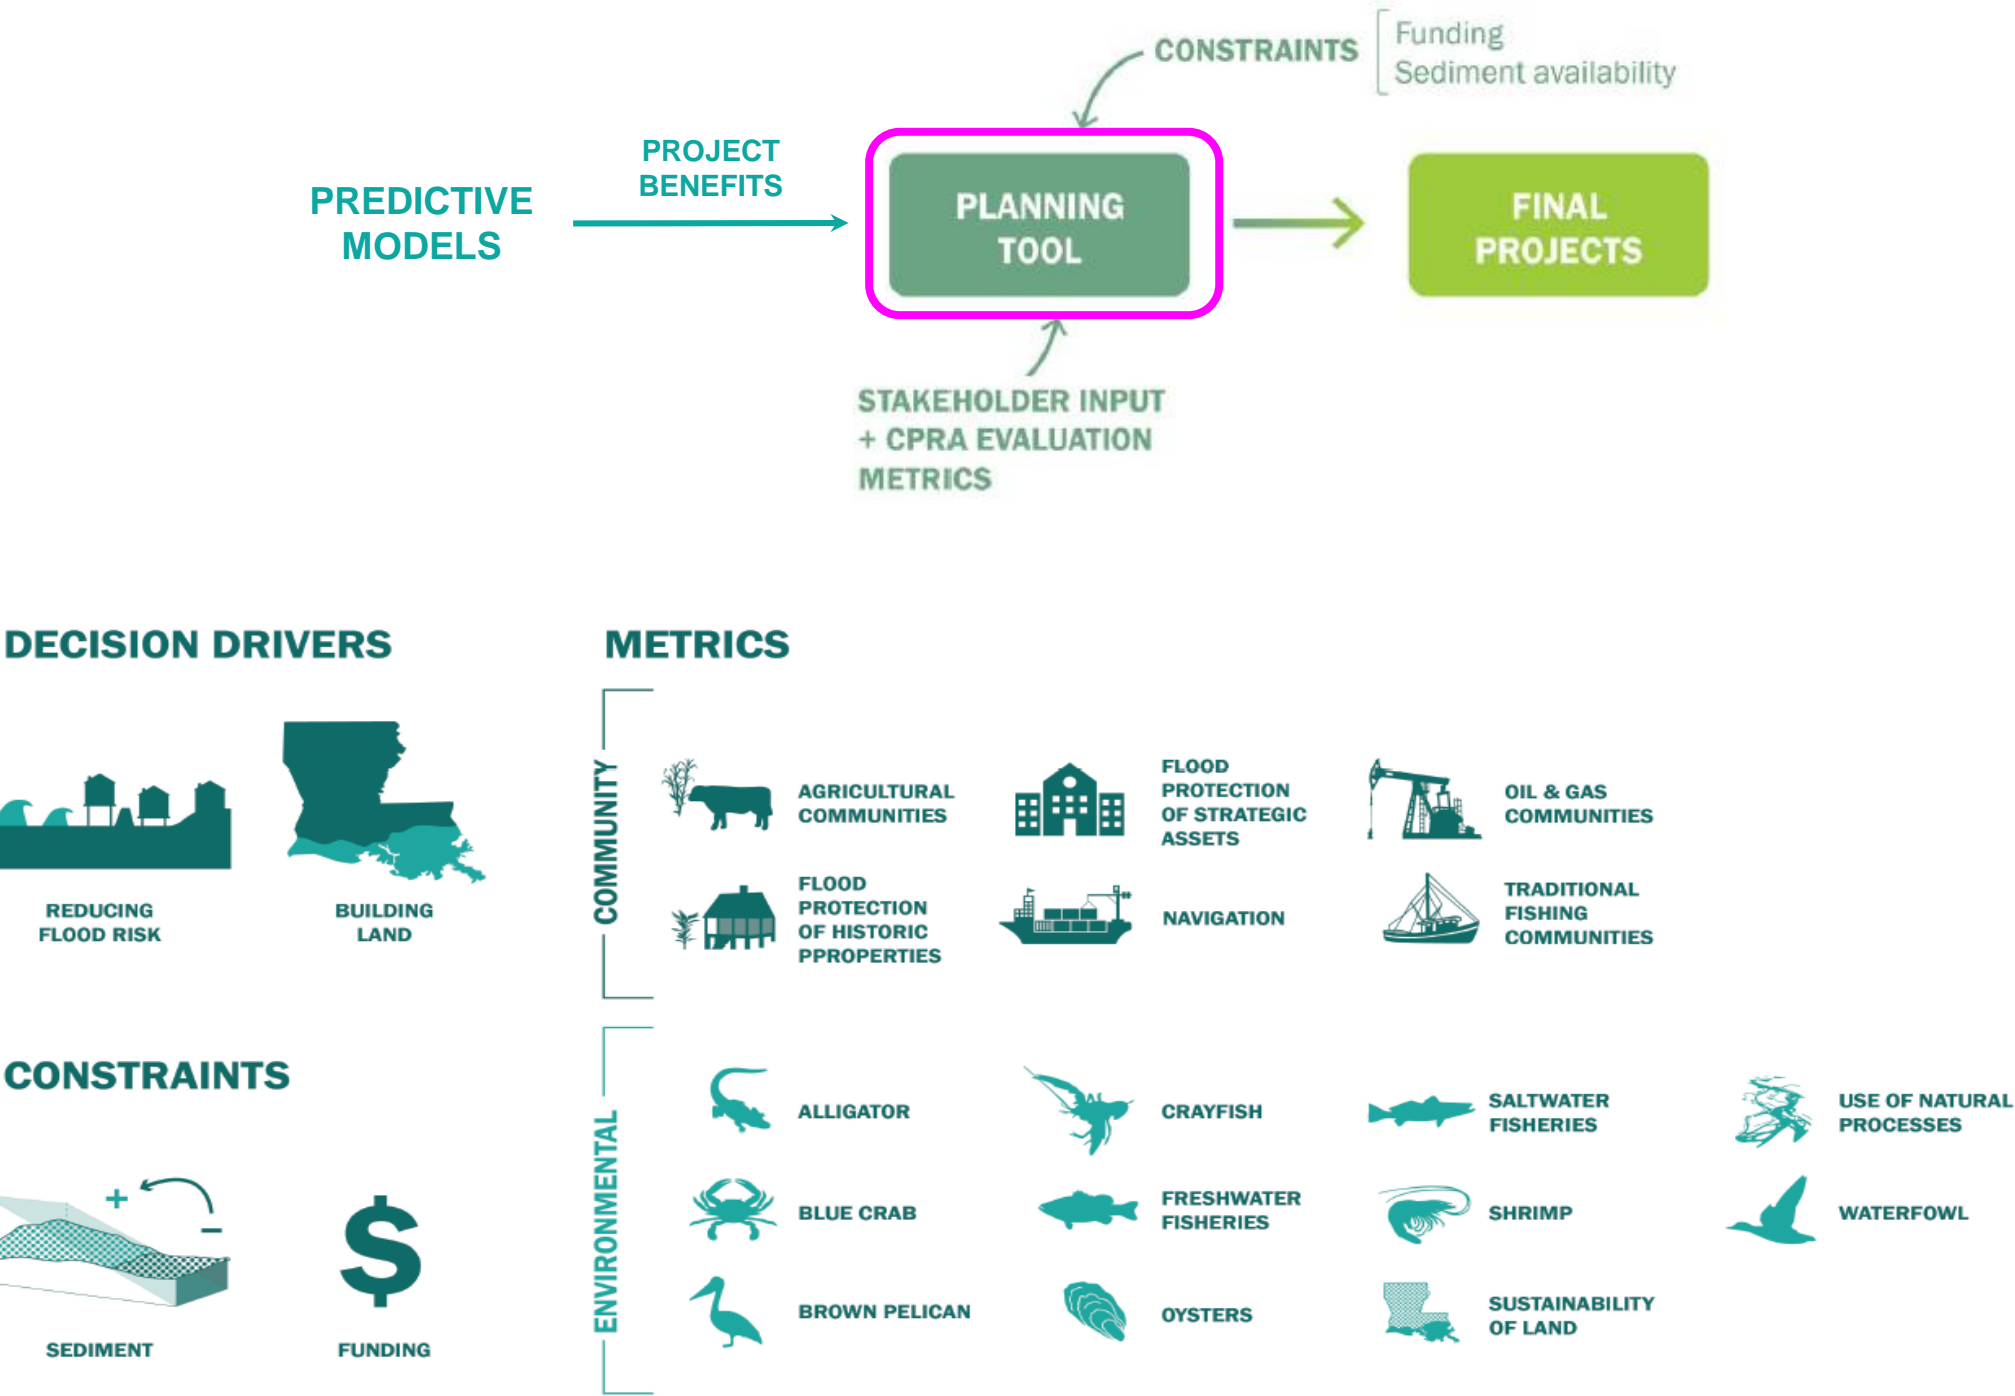 CONSTRAINTS
Funding
Sediment availability
PROJECT
BENEFITS
PREDICTIVE
MODELS
PLANNING
TOOL
FINAL
PROJECTS
STAKEHOLDER INPUT
+ CPRA EVALUATION
METRICS
DECISION DRIVERS
REDUCING
FLOOD RISK
BUILDING
LAND
CONSTRAINTS
+
−
SEDIMENT
$
FUNDING
METRICS
COMMUNITY
AGRICULTURAL
COMMUNITIES
FLOOD
PROTECTION
OF STRATEGIC
ASSETS
OIL & GAS
COMMUNITIES
FLOOD
PROTECTION
OF HISTORIC
PPROPERTIES
NAVIGATION
TRADITIONAL
FISHING
COMMUNITIES
ENVIRONMENTAL
ALLIGATOR
CRAYFISH
SALTWATER
FISHERIES
USE OF NATURAL
PROCESSES
BLUE CRAB
FRESHWATER
FISHERIES
SHRIMP
WATERFOWL
BROWN PELICAN
OYSTERS
SUSTAINABILITY
OF LAND